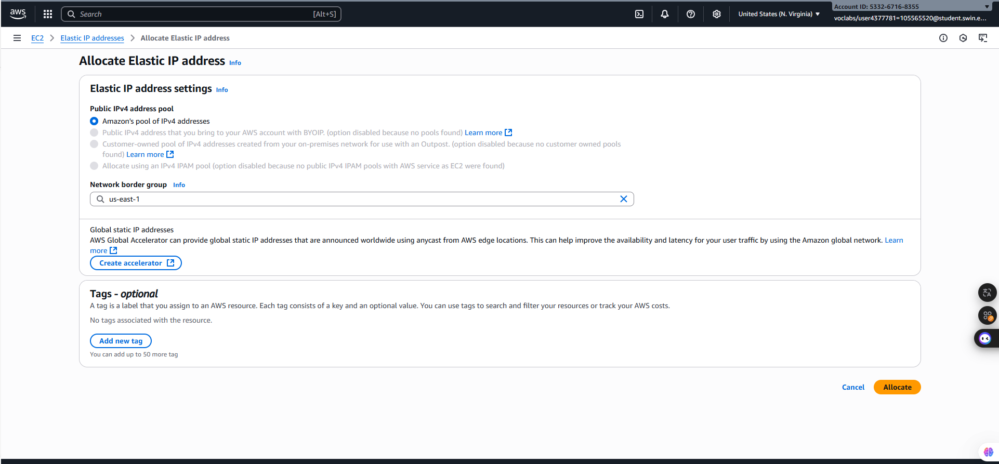 aws
Search [Alt+S]
United States (N. Virginia)
Account ID: 5332-6716-8355
voclabs/user4377781=105565520@student.swin.e...
EC2 > Elastic IP addresses > Allocate Elastic IP address
Allocate Elastic IP address Info
Elastic IP address settings Info
Public IPv4 address pool
Amazon's pool of IPv4 addresses
Public IPv4 address that you bring to your AWS account with BYOIP. (option disabled because no pools found) Learn more
Customer-owned pool of IPv4 addresses created from your on-premises network for use with an Outpost. (option disabled because no customer owned pools
found) Learn more
Allocate using an IPv4 IPAM pool (option disabled because no public IPv4 IPAM pools with AWS service as EC2 were found)
Network border group Info
us-east-1
Global static IP addresses
AWS Global Accelerator can provide global static IP addresses that are announced worldwide using anycast from AWS edge locations. This can help improve the availability and latency for your user traffic by using the Amazon global network. Learn
more
Create accelerator
Tags - optional
A tag is a label that you assign to an AWS resource. Each tag consists of a key and an optional value. You can use tags to search and filter your resources or track your AWS costs.
No tags associated with the resource.
Add new tag
You can add up to 50 more tag
Cancel Allocate